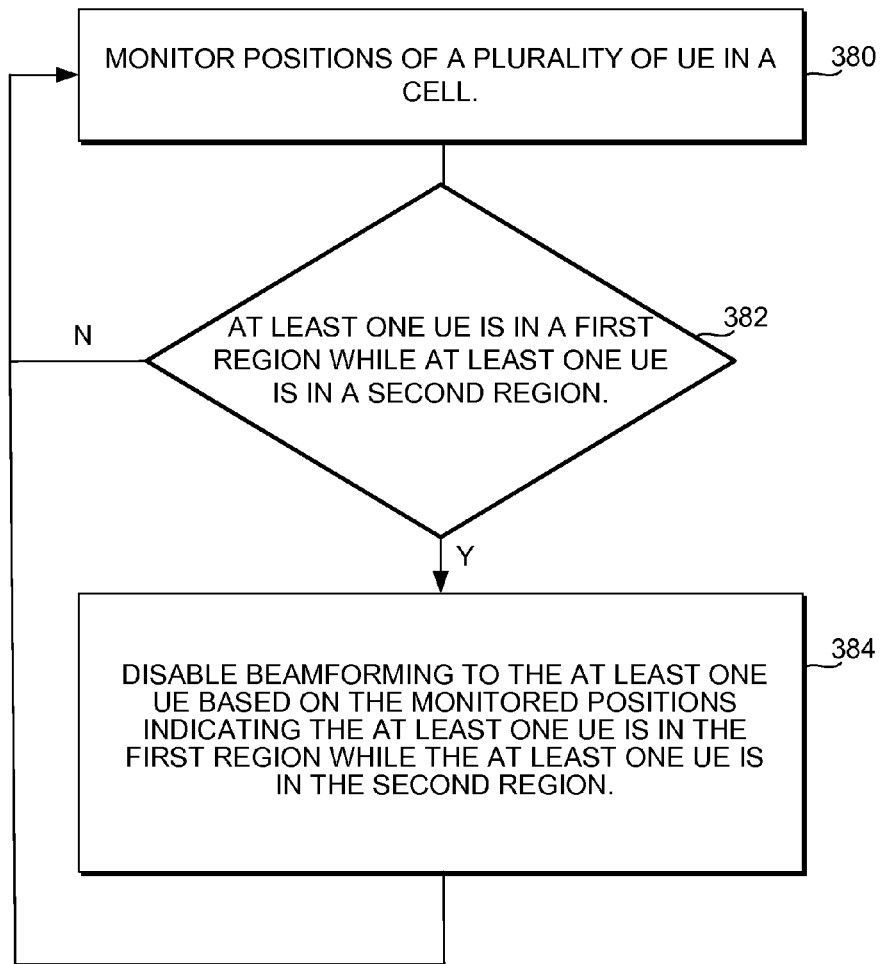 MONITOR POSITIONS OF A PLURALITY OF UE IN A
CELL.
380
AT LEAST ONE UE IS IN A FIRST
REGION WHILE AT LEAST ONE UE
IS IN A SECOND REGION.
382
N
Y
DISABLE BEAMFORMING TO THE AT LEAST ONE
UE BASED ON THE MONITORED POSITIONS
INDICATING THE AT LEAST ONE UE IS IN THE
FIRST REGION WHILE THE AT LEAST ONE UE IS
IN THE SECOND REGION.
384